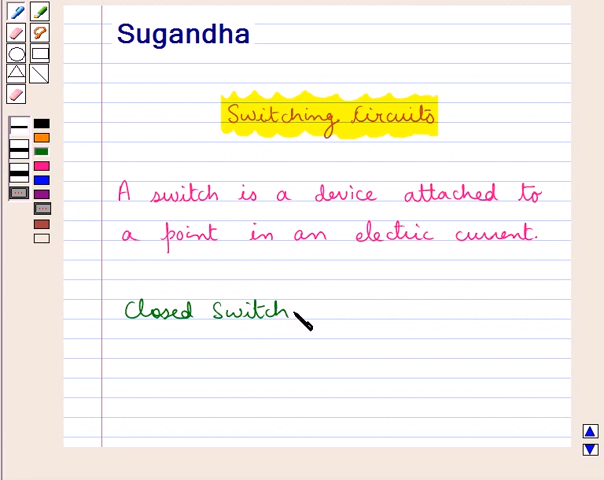 Sugandha
Switching Circuits
A switch is a device attached to
a point in an electric current.
Closed Switch